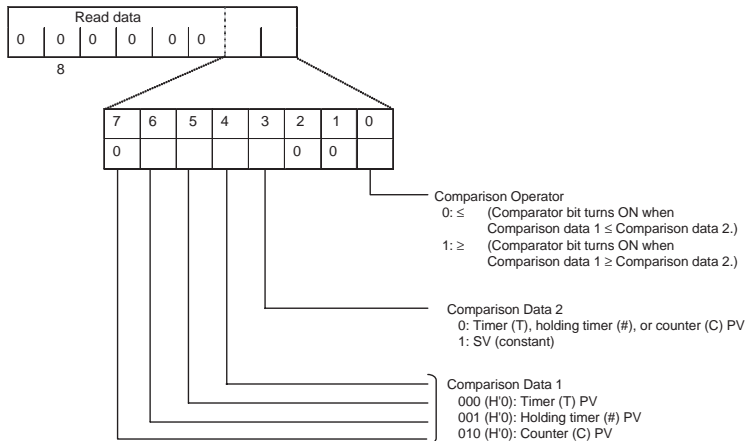 Read data
0 0 0 0 0 0
8
7 6 5 4 3 2 1 0
0 0 0
Comparison Operator
0: ≤ (Comparator bit turns ON when
Comparison data 1 ≤ Comparison data 2.)
1: ≥ (Comparator bit turns ON when
Comparison data 1 ≥ Comparison data 2.)
Comparison Data 2
0: Timer (T), holding timer (#), or counter (C) PV
1: SV (constant)
Comparison Data 1
000 (H'0): Timer (T) PV
001 (H'0): Holding timer (#) PV
010 (H'0): Counter (C) PV